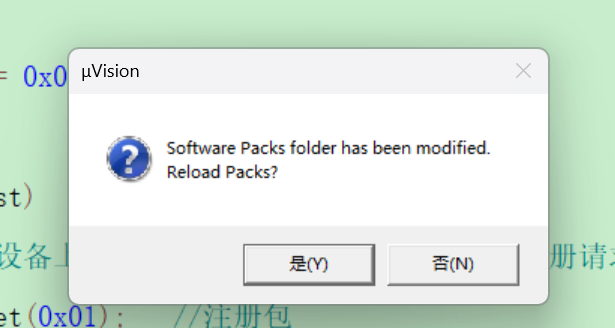 = 0x0
μVision
Software Packs folder has been modified.
Reload Packs?
st)
设备上
册请求
是(Y)
否(N)
et(0x01); //注册包